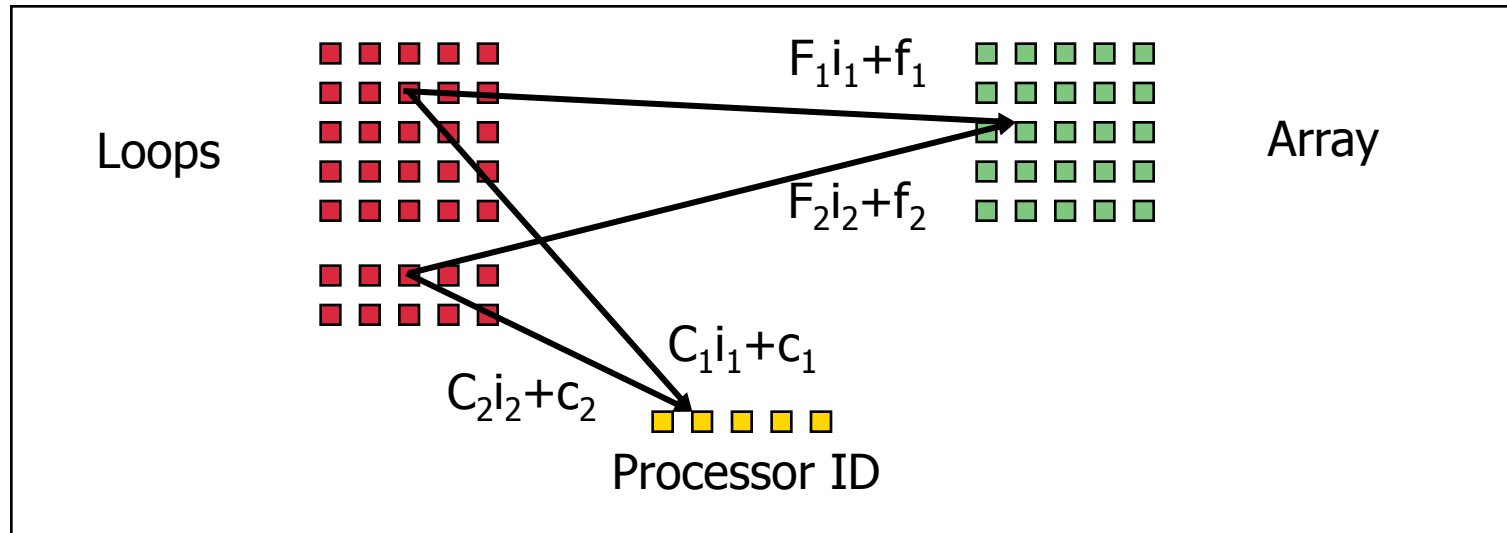 F₁i₁+f₁
Loops
Array
F₂i₂+f₂
C₁i₁+c₁
C₂i₂+c₂
Processor ID